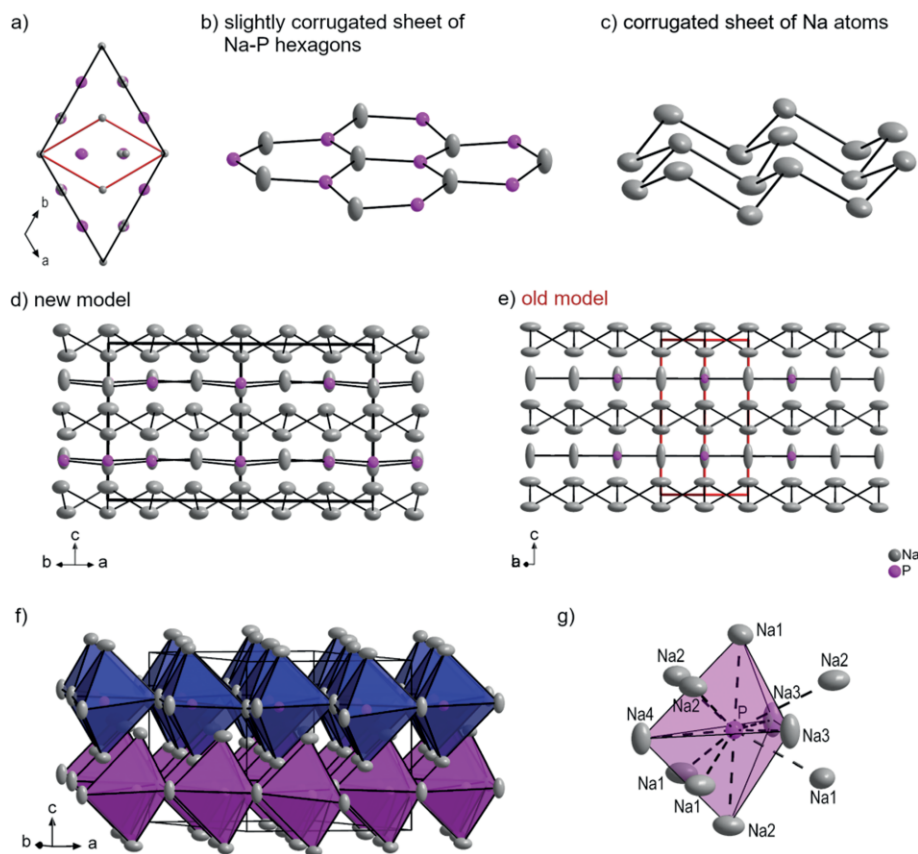 a)
b) slightly corrugated sheet of
Na-P hexagons
c) corrugated sheet of Na atoms
b
a
d) new model
e) old model
c
b a
c
b
Na
P
f)
g)
Na1
Na2
Na2
Na3
Na2
P
Na4
Na3
Na1
Na1
Na1
Na2
c
b a